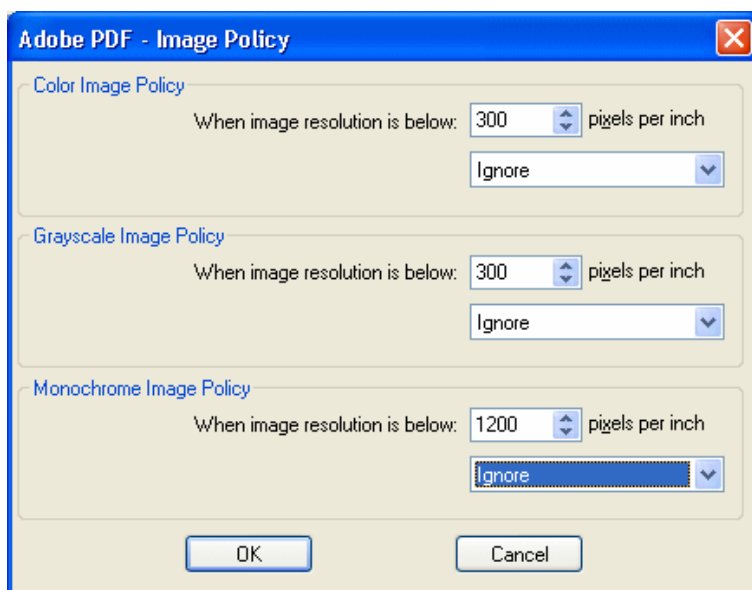 Adobe PDF - Image Policy
Color Image Policy
When image resolution is below: 300 pixels per inch
Ignore
Grayscale Image Policy
When image resolution is below: 300 pixels per inch
Ignore
Monochrome Image Policy
When image resolution is below: 1200 pixels per inch
Ignore
OK Cancel